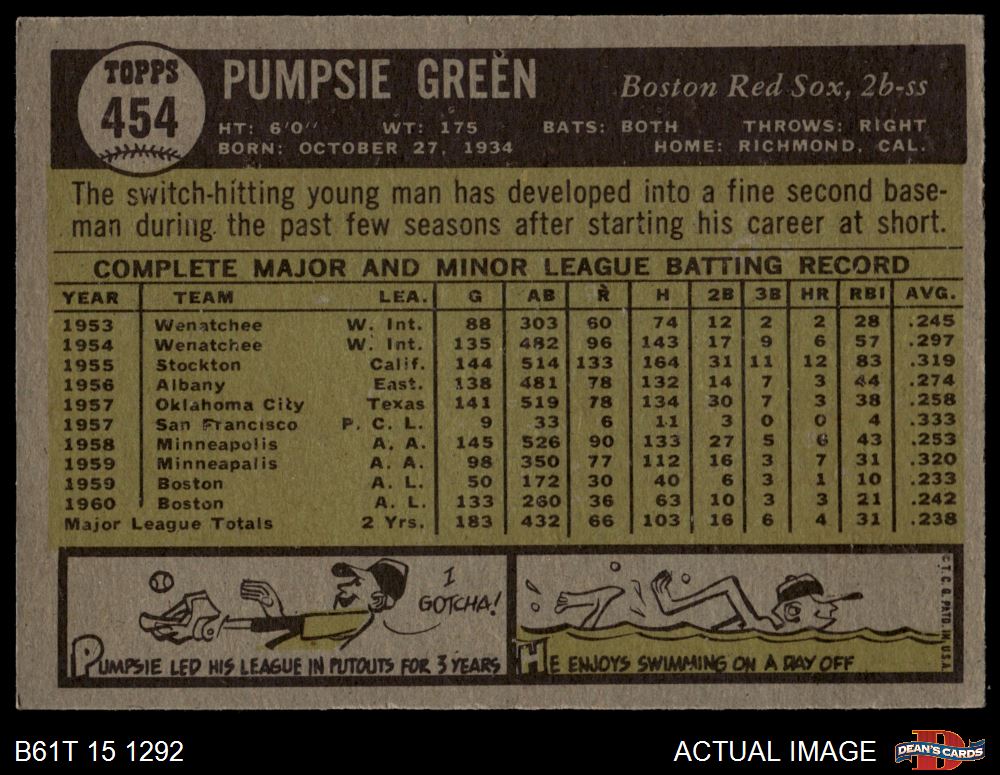 TOPPS
454
PUMPSIE GREEN
Boston Red Sox, 2b-ss
HT: 6'0'' WT: 175 BATS: BOTH THROWS: RIGHT
BORN: OCTOBER 27, 1934 HOME: RICHMOND, CAL.
The switch-hitting young man has developed into a fine second base-
man during the past few seasons after starting his career at short.
COMPLETE MAJOR AND MINOR LEAGUE BATTING RECORD
YEAR TEAM LEA. G AB R H 2B 3B HR RBI AVG.
1953 Wenatchee W. Int. 88 303 60 74 12 2 2 28 .245
1954 Wenatchee W. Int. 135 482 96 143 17 9 6 57 .297
1955 Stockton Calif. 144 514 133 164 31 11 12 83 .319
1956 Albany East. 138 481 78 132 14 7 3 44 .274
1957 Oklahoma City Texas 141 519 78 134 30 7 3 38 .258
1957 San Francisco P. C. L. 9 33 6 11 3 0 0 4 .333
1958 Minneapolis A. A. 145 526 90 133 27 5 6 43 .253
1959 Minneapalis A. A. 98 350 77 112 16 3 7 31 .320
1959 Boston A. L. 50 172 30 40 6 3 1 10 .233
1960 Boston A. L. 133 260 36 63 10 3 3 21 .242
Major League Totals 2 Yrs. 183 432 66 103 16 6 4 31 .238
I
GOTCHA!
PUMPSIE LED HIS LEAGUE IN PUTOUTS FOR 3 YEARS
HE ENJOYS SWIMMING ON A DAY OFF
© T. C. G. PRTD. IN U.S.A.
B61T 15 1292
ACTUAL IMAGE
DEAN'S CARDS